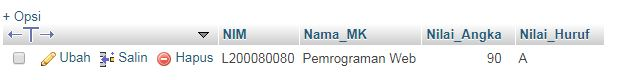 + Opsi
←T→ NIM Nama_MK Nilai_Angka Nilai_Huruf
Ubah Salin Hapus L200080080 Pemrograman Web 90 A